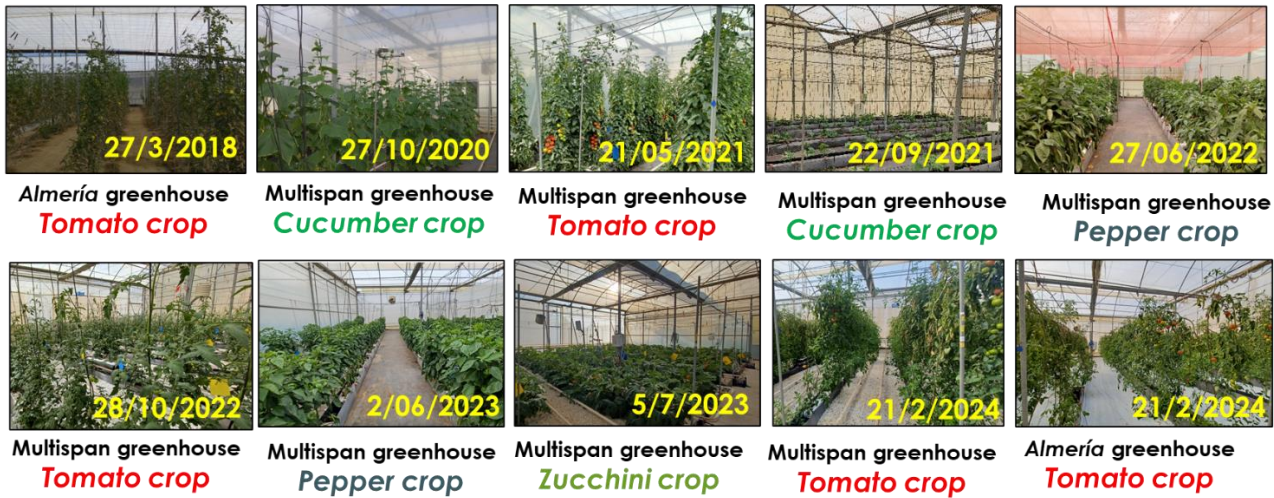 27/3/2018
27/10/2020
21/05/2021
22/09/2021
27/06/2022
Almería greenhouse
Tomato crop
Multispan greenhouse
Cucumber crop
Multispan greenhouse
Tomato crop
Multispan greenhouse
Cucumber crop
Multispan greenhouse
Pepper crop
28/10/2022
2/06/2023
5/7/2023
21/2/2024
21/2/2024
Multispan greenhouse
Tomato crop
Multispan greenhouse
Pepper crop
Multispan greenhouse
Zucchini crop
Multispan greenhouse
Tomato crop
Almería greenhouse
Tomato crop